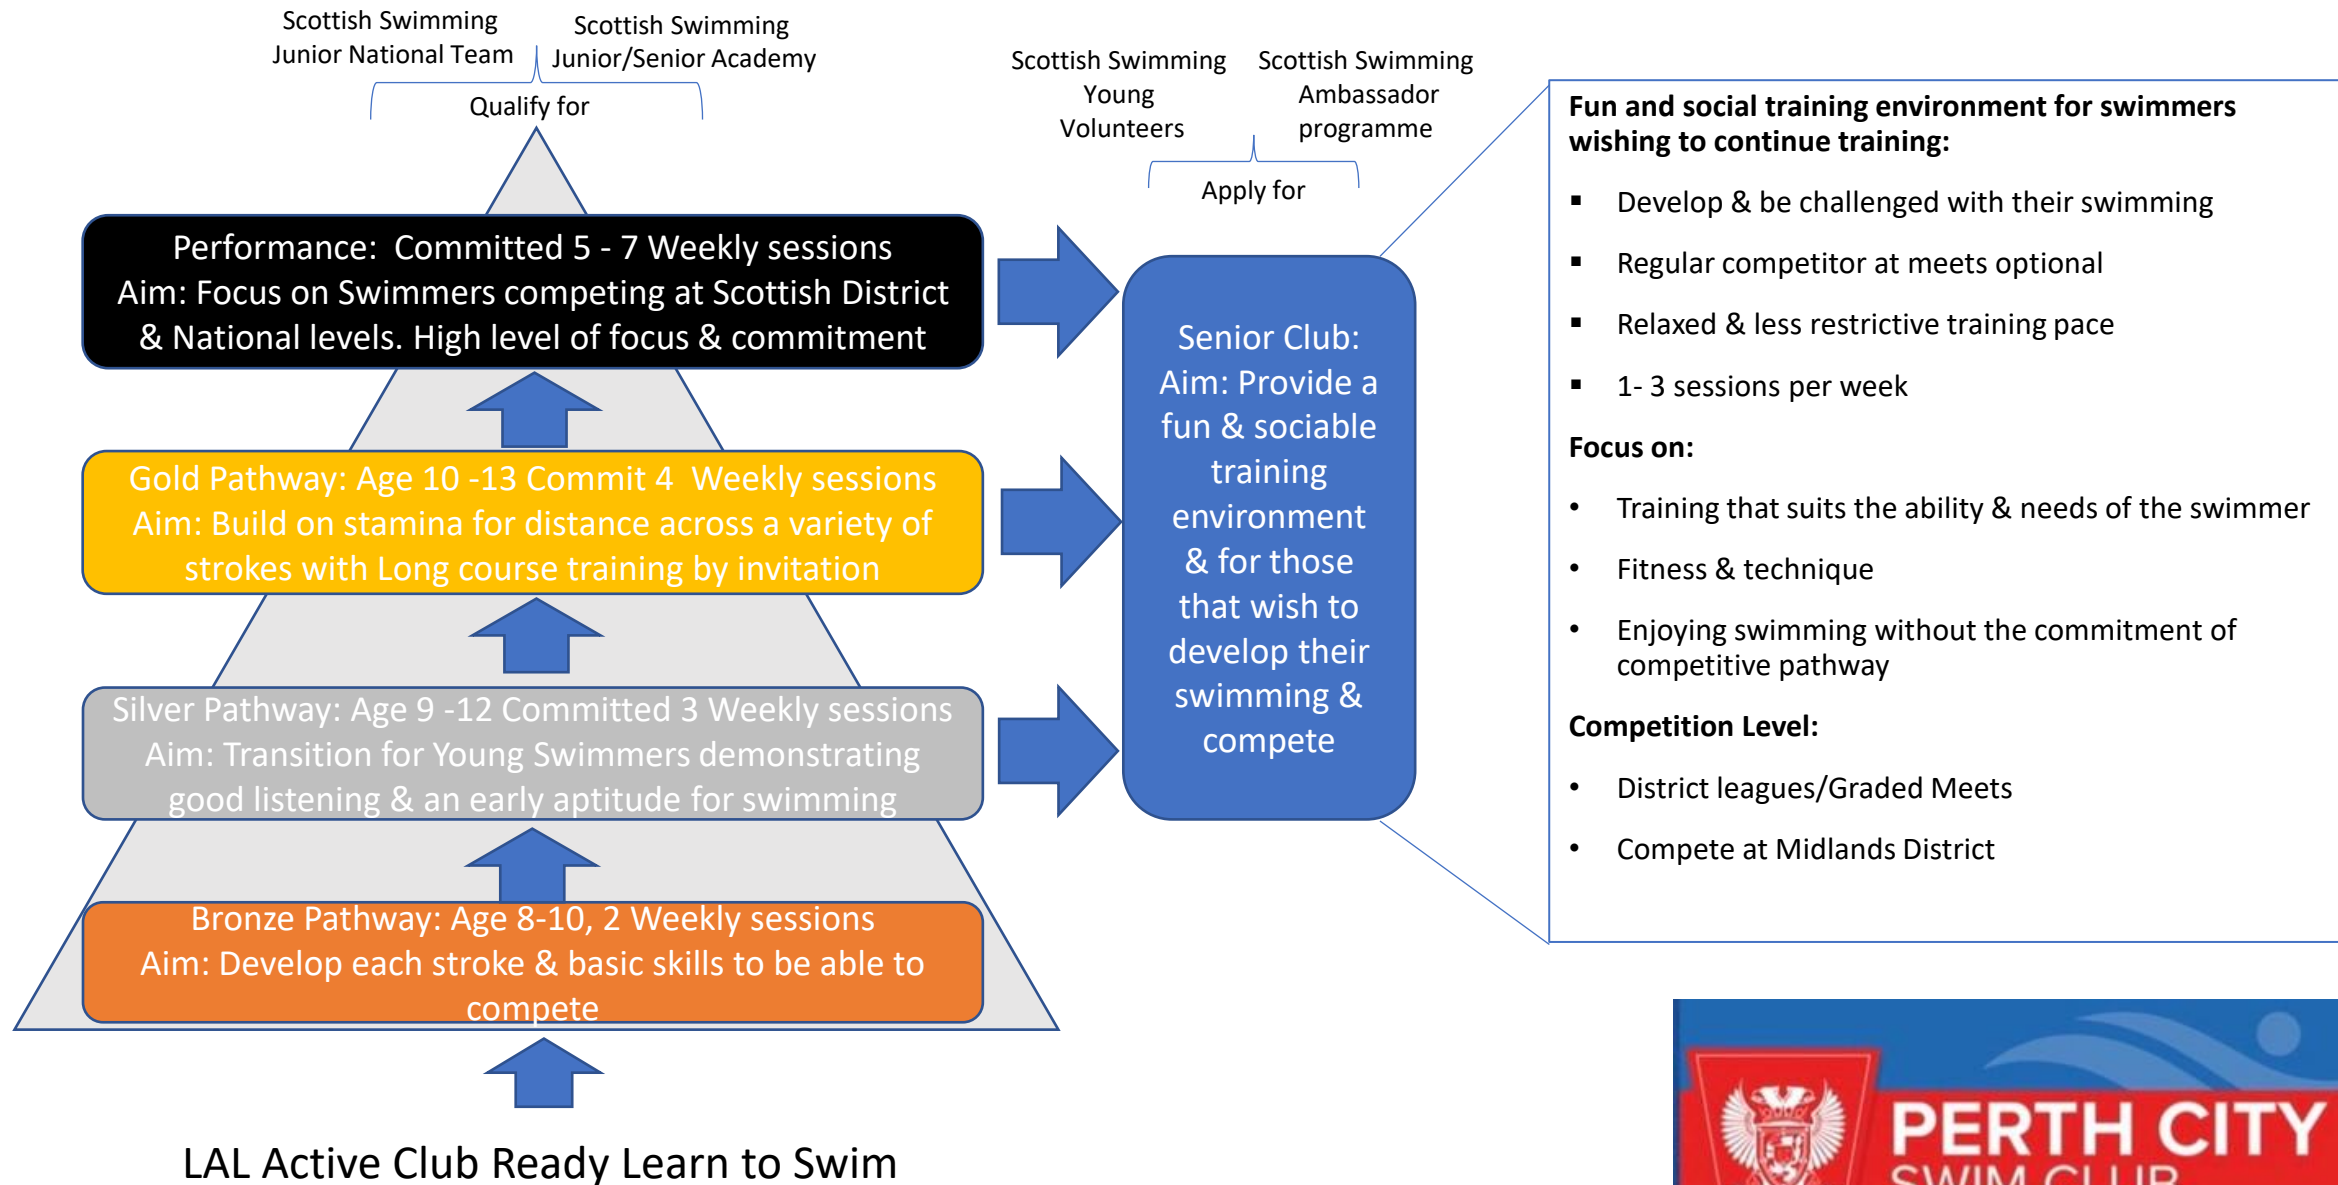 Scottish Swimming
Junior National Team
Scottish Swimming
Junior/Senior Academy
Qualify for
Scottish Swimming
Young
Volunteers
Scottish Swimming
Ambassador
programme
Apply for
Performance:  Committed 5 - 7 Weekly sessions
Aim: Focus on Swimmers competing at Scottish District
& National levels. High level of focus & commitment
Gold Pathway: Age 10 -13 Commit 4  Weekly sessions
Aim: Build on stamina for distance across a variety of
strokes with Long course training by invitation
Silver Pathway: Age 9 -12 Committed 3 Weekly sessions
Aim: Transition for Young Swimmers demonstrating
good listening & an early aptitude for swimming
Bronze Pathway: Age 8-10, 2 Weekly sessions
Aim: Develop each stroke & basic skills to be able to
compete
LAL Active Club Ready Learn to Swim
Senior Club:
Aim: Provide a
fun & sociable
training
environment
& for those
that wish to
develop their
swimming &
compete
Fun and social training environment for swimmers
wishing to continue training:
▪ Develop & be challenged with their swimming
▪ Regular competitor at meets optional
▪ Relaxed & less restrictive training pace
▪ 1- 3 sessions per week
Focus on:
• Training that suits the ability & needs of the swimmer
• Fitness & technique
• Enjoying swimming without the commitment of
competitive pathway
Competition Level:
• District leagues/Graded Meets
• Compete at Midlands District
PERTH CITY
SWIM CLUB